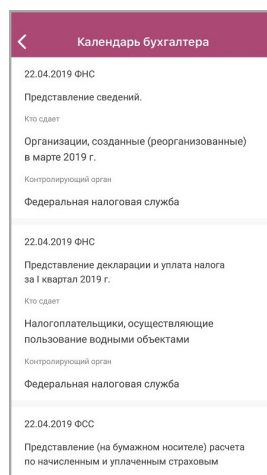 Календарь бухгалтера
22.04.2019 ФНС
Представление сведений.
Кто сдает
Организации, созданные (реорганизованные)
в марте 2019 г.
Контролирующий орган
Федеральная налоговая служба
22.04.2019 ФНС
Представление декларации и уплата налога
за I квартал 2019 г.
Кто сдает
Налогоплательщики, осуществляющие
пользование водными объектами
Контролирующий орган
Федеральная налоговая служба
22.04.2019 ФСС
Представление (на бумажном носителе) расчета
по начисленным и уплаченным страховым